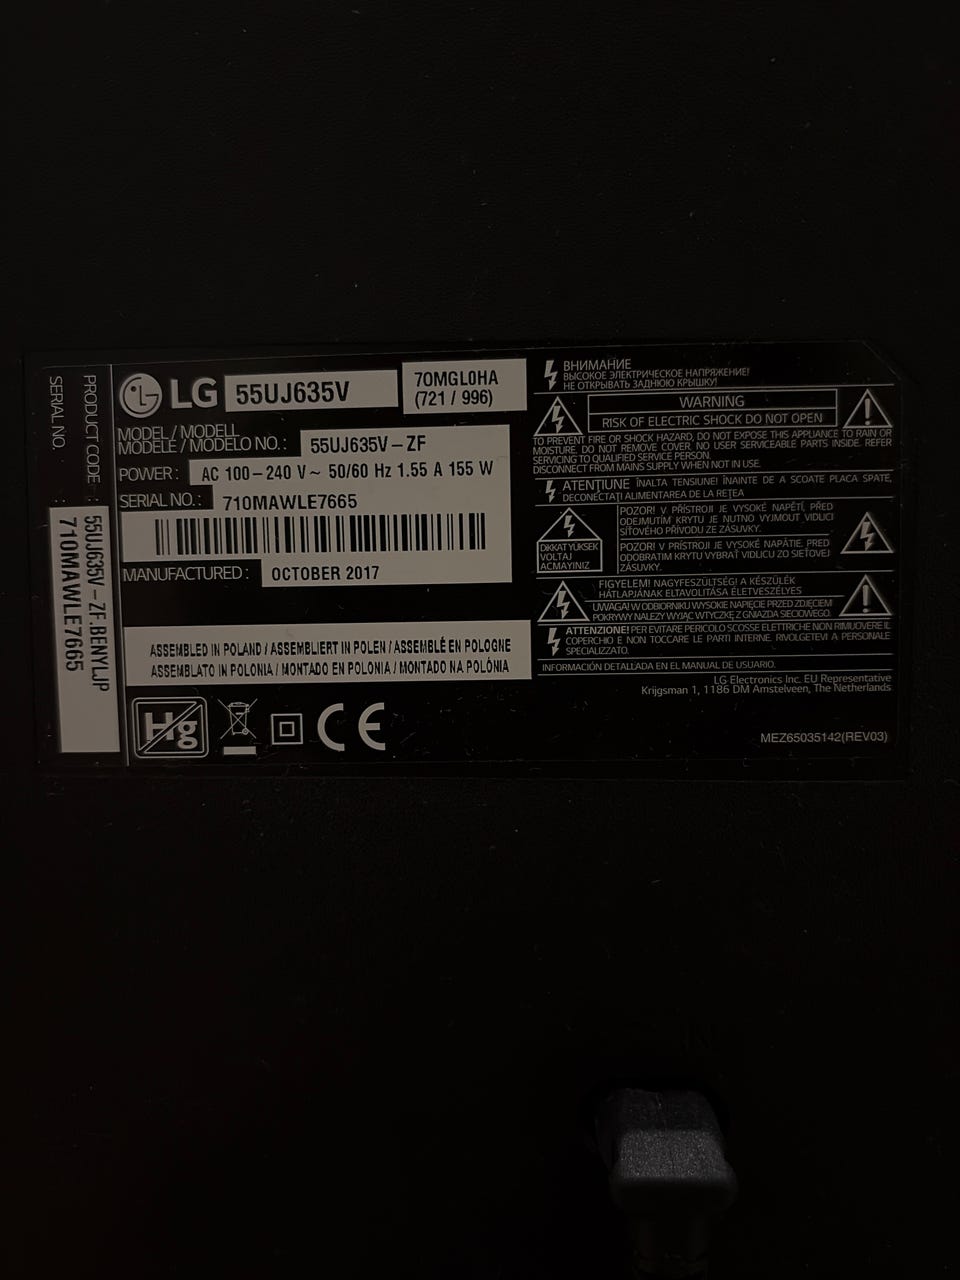 PRODUCT CODE :
SERIAL NO. :
55UJ635V - ZF.BENYLJP
710MAWLE7665
LG
55UJ635V
70MGL0HA
(721 / 996)
MODEL / MODELL
MODÈLE / MODELO NO. :
55UJ635V - ZF
POWER :
AC 100 - 240 V ~ 50/60 Hz 1.55 A 155 W
SERIAL NO. :
710MAWLE7665
MANUFACTURED :
OCTOBER 2017
ASSEMBLED IN POLAND / ASSEMBLIERT IN POLEN / ASSEMBLÉ EN POLOGNE
ASSEMBLATO IN POLONIA / MONTADO EN POLONIA / MONTADO NA POLÓNIA
Hg
CE
ВНИМАНИЕ
ВЫСОКОЕ ЭЛЕКТРИЧЕСКОЕ НАПРЯЖЕНИЕ!
НЕ ОТКРЫВАТЬ ЗАДНЮЮ КРЫШКУ!
WARNING
RISK OF ELECTRIC SHOCK DO NOT OPEN
TO PREVENT FIRE OR SHOCK HAZARD, DO NOT EXPOSE THIS APPLIANCE TO RAIN OR
MOISTURE. DO NOT REMOVE COVER. NO USER SERVICEABLE PARTS INSIDE. REFER
SERVICING TO QUALIFIED SERVICE PERSON.
DISCONNECT FROM MAINS SUPPLY WHEN NOT IN USE.
ATENŢIUNE ÎNALTA TENSIUNE! ÎNAINTE DE A SCOATE PLACA SPATE,
DECONECTAŢI ALIMENTAREA DE LA REŢEA
DIKKAT YÜKSEK
VOLTAJ
AÇMAYINIZ
POZOR! V PŘÍSTROJI JE VYSOKÉ NAPĚTÍ, PŘED
ODEJMUTÍM KRYTU JE NUTNO VYJMOUT VIDLICI
SÍŤOVÉHO PŘÍVODU ZE ZÁSUVKY.
POZOR! V PRÍSTROJI JE VYSOKÉ NAPÄTIE, PRED
ODOBRATIM KRYTU VYBRAŤ VIDLICU ZO SIEŤOVEJ
ZÁSUVKY.
FIGYELEM! NAGYFESZÜLTSÉG! A KÉSZÜLÉK
HÁTLAPJÁNAK ELTAVOLÍTÁSA ÉLETVESZÉLYES
UWAGA! W ODBIORNIKU WYSOKIE NAPIĘCIE PRZED ZDJĘCIEM
POKRYWY NALEŻY WYJĄĆ WTYCZKĘ Z GNIAZDA SIECIOWEGO.
ATTENZIONE! PER EVITARE PERICOLO SCOSSE ELETTRICHE NON RIMUOVERE IL
COPERCHIO E NON TOCCARE LE PARTI INTERNE. RIVOLGETEVI A PERSONALE
SPECIALIZZATO.
INFORMACIÓN DETALLADA EN EL MANUAL DE USUARIO.
LG Electronics Inc. EU Representative
Krijgsman 1, 1186 DM Amstelveen, The Netherlands
MEZ65035142(REV03)